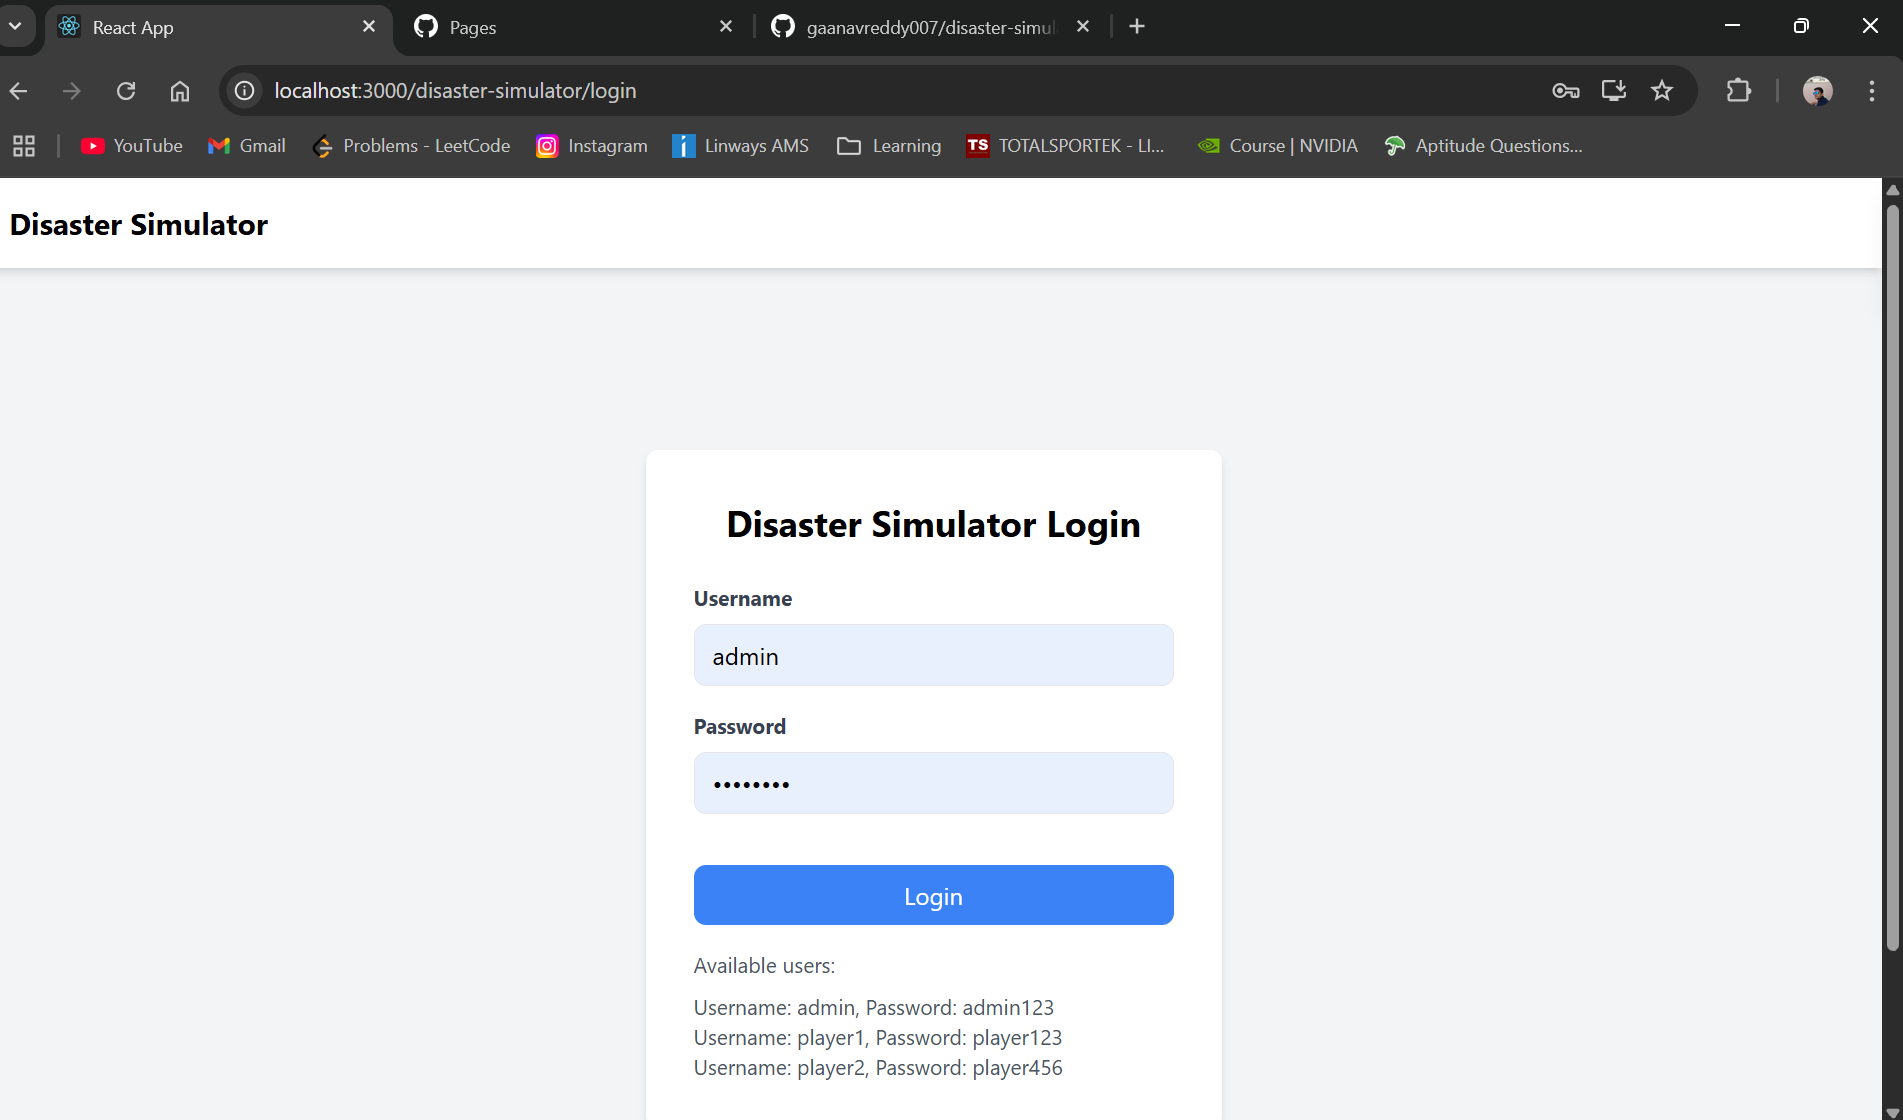 React App
Pages
gaanavreddy007/disaster-simul
localhost:3000/disaster-simulator/login
YouTube
Gmail
Problems - LeetCode
Instagram
Linways AMS
Learning
TS
TOTALSPORTEK - LI...
Course | NVIDIA
Aptitude Questions...
Disaster Simulator
Disaster Simulator Login
Username
admin
Password
••••••••
Login
Available users:
Username: admin, Password: admin123
Username: player1, Password: player123
Username: player2, Password: player456